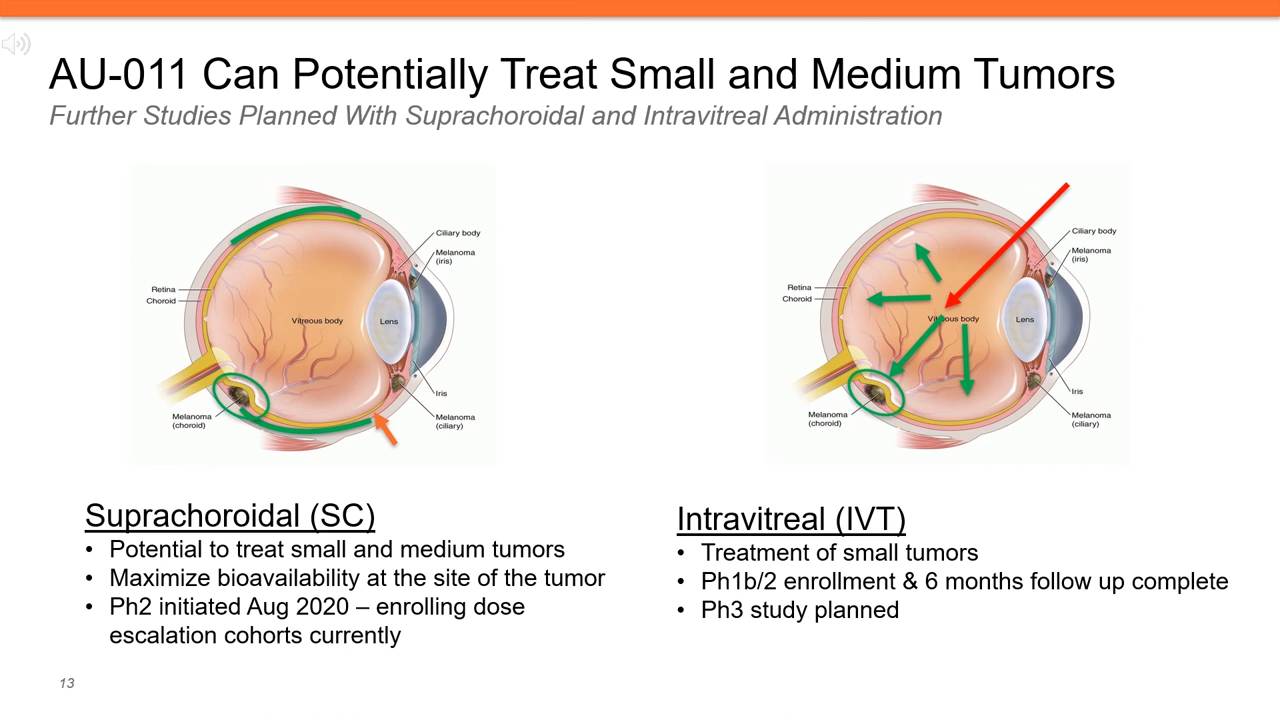 AU-011 Can Potentially Treat Small and Medium Tumors
Further Studies Planned With Suprachoroidal and Intravitreal Administration
Ciliary body
Melanoma
(iris)
Retina
Choroid
Vitreous body
Lens
Iris
Melanoma
(choroid)
Melanoma
(ciliary)
Ciliary body
Melanoma
(iris)
Retina
Choroid
Vitreous body
Lens
Iris
Melanoma
(choroid)
Melanoma
(ciliary)
Suprachoroidal (SC)
• Potential to treat small and medium tumors
• Maximize bioavailability at the site of the tumor
• Ph2 initiated Aug 2020 – enrolling dose
escalation cohorts currently
Intravitreal (IVT)
• Treatment of small tumors
• Ph1b/2 enrollment & 6 months follow up complete
• Ph3 study planned
13